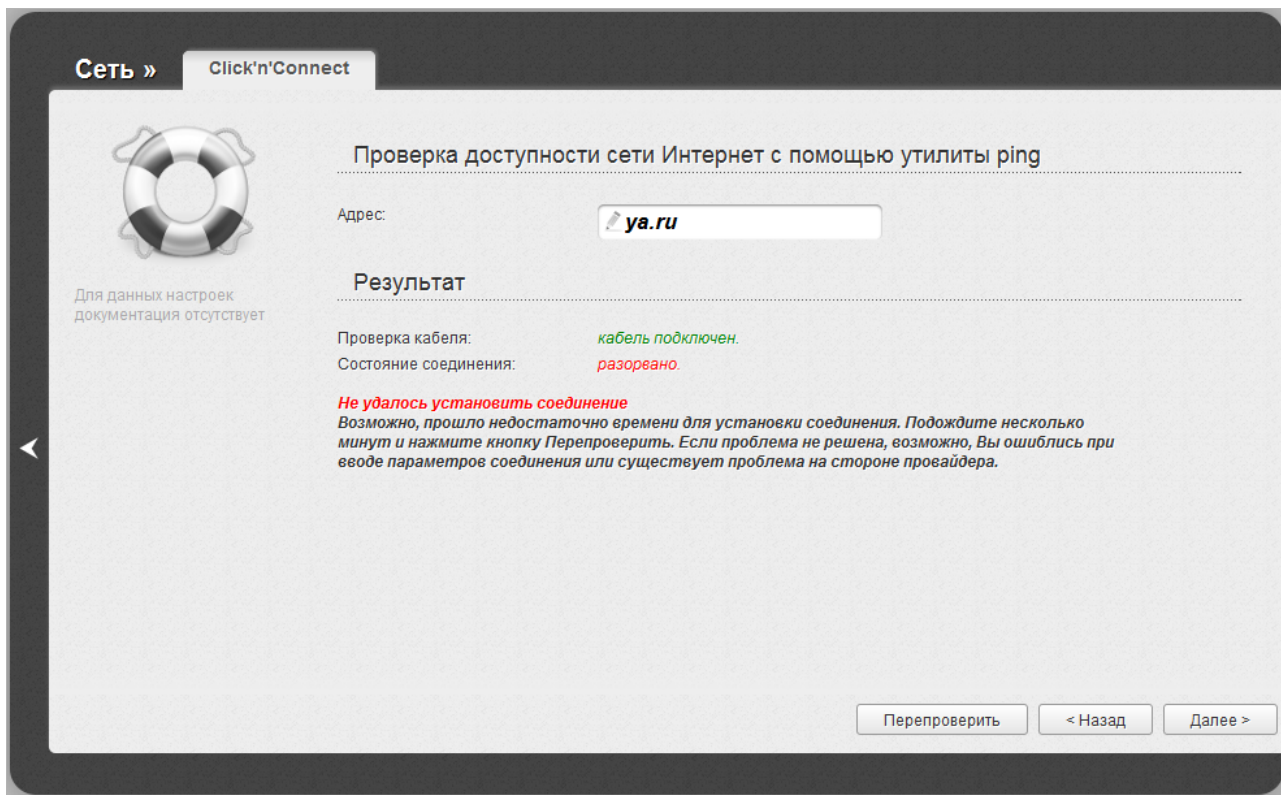 Сеть »
Click'n'Connect
Проверка доступности сети Интернет с помощью утилиты ping
Адрес:
ya.ru
Для данных настроек
документация отсутствует
Результат
Проверка кабеля:
кабель подключен.
Состояние соединения:
разорвано.
Не удалось установить соединение
Возможно, прошло недостаточно времени для установки соединения. Подождите несколько
минут и нажмите кнопку Перепроверить. Если проблема не решена, возможно, Вы ошиблись при
вводе параметров соединения или существует проблема на стороне провайдера.
Перепроверить
< Назад
Далее >